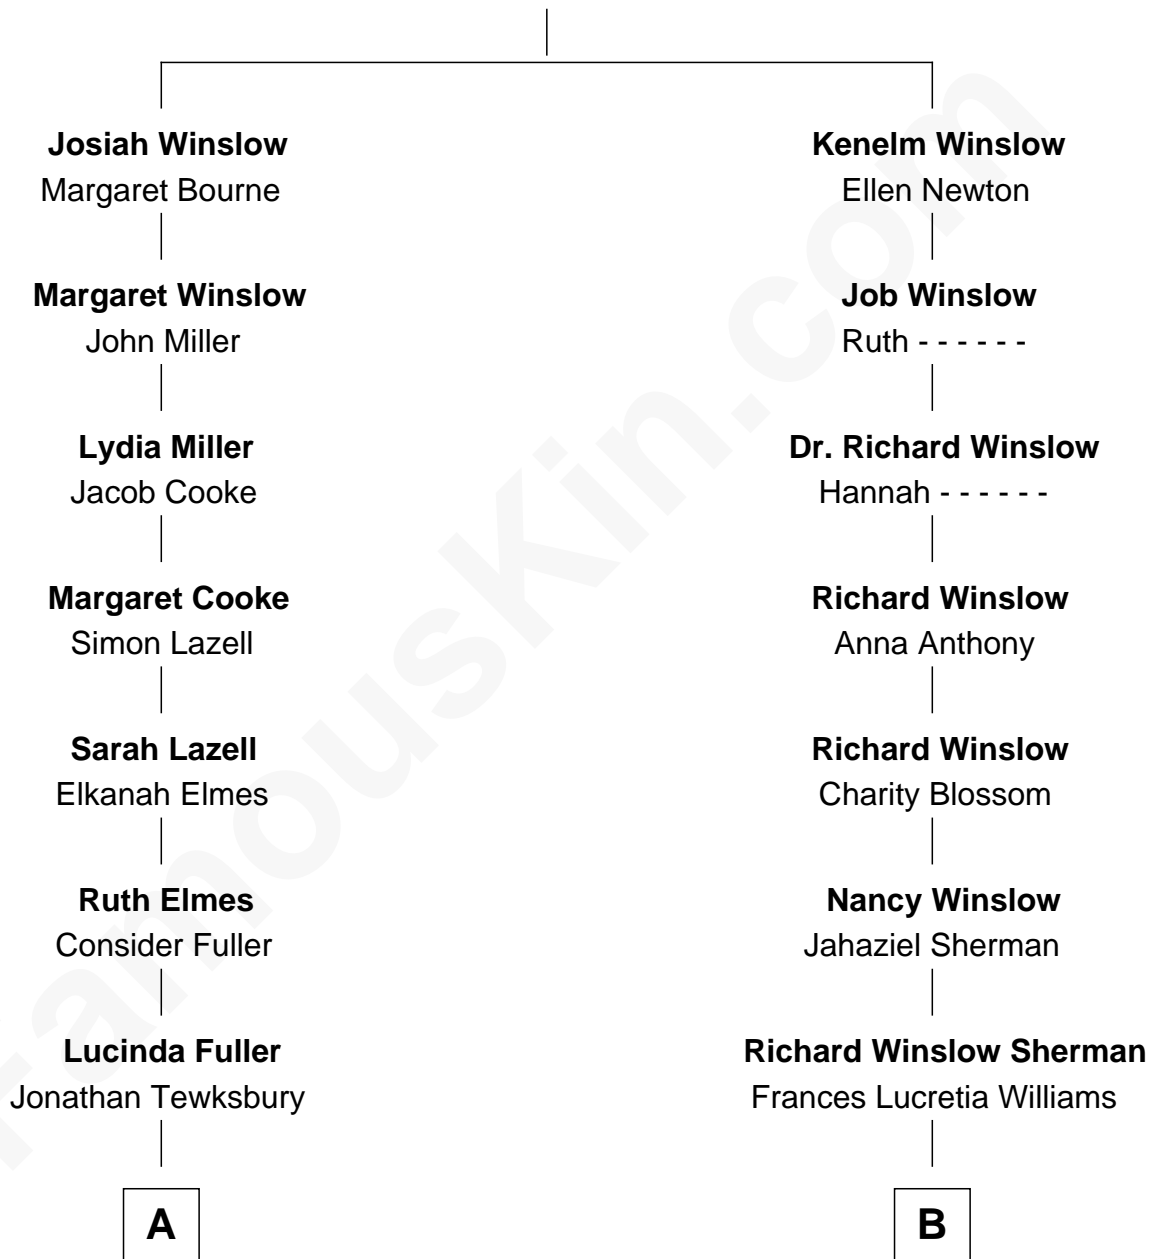 Josiah Winslow
Margaret Bourne
Margaret Winslow
John Miller
Lydia Miller
Jacob Cooke
Margaret Cooke
Simon Lazell
Sarah Lazell
Elkanah Elmes
Ruth Elmes
Consider Fuller
Lucinda Fuller
Jonathan Tewksbury
A
Kenelm Winslow
Ellen Newton
Job Winslow
Ruth - - - - - -
Dr. Richard Winslow
Hannah - - - - - -
Richard Winslow
Anna Anthony
Richard Winslow
Charity Blossom
Nancy Winslow
Jahaziel Sherman
Richard Winslow Sherman
Frances Lucretia Williams
B
FamousKin.com